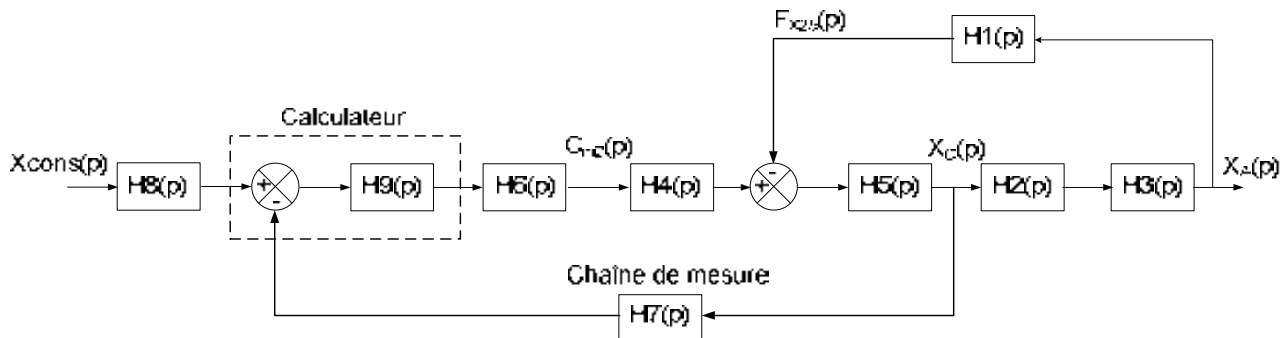 H1(p)
Calculateur
Xcons(p)
H8(p)
+
-
H9(p)
H6(p)
H4(p)
-
+
H5(p)
H2(p)
H3(p)
Chaîne de mesure
H7(p)